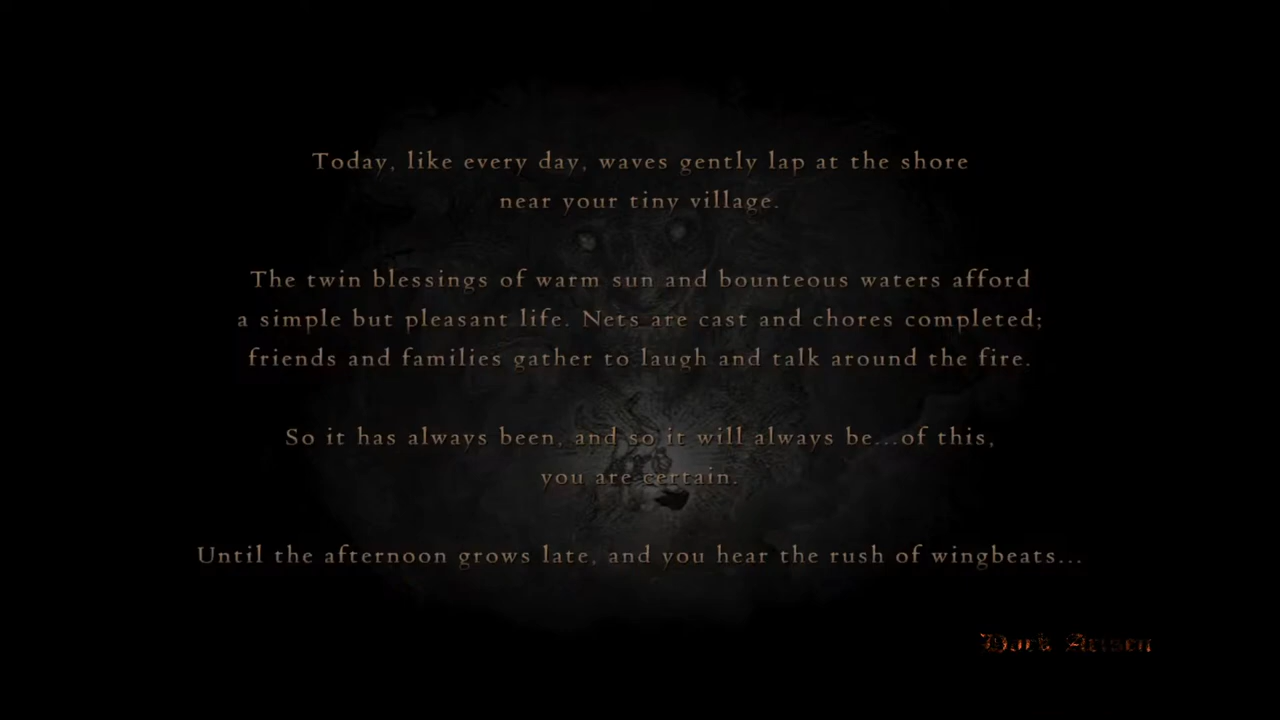 Today, like every day, waves gently lap at the shore
near your tiny village.
The twin blessings of warm sun and bounteous waters afford
a simple but pleasant life. Nets are cast and chores completed;
friends and families gather to laugh and talk around the fire.
So it has always been, and so it will always be...of this,
you are certain.
Until the afternoon grows late, and you hear the rush of wingbeats...
Dark Arisen